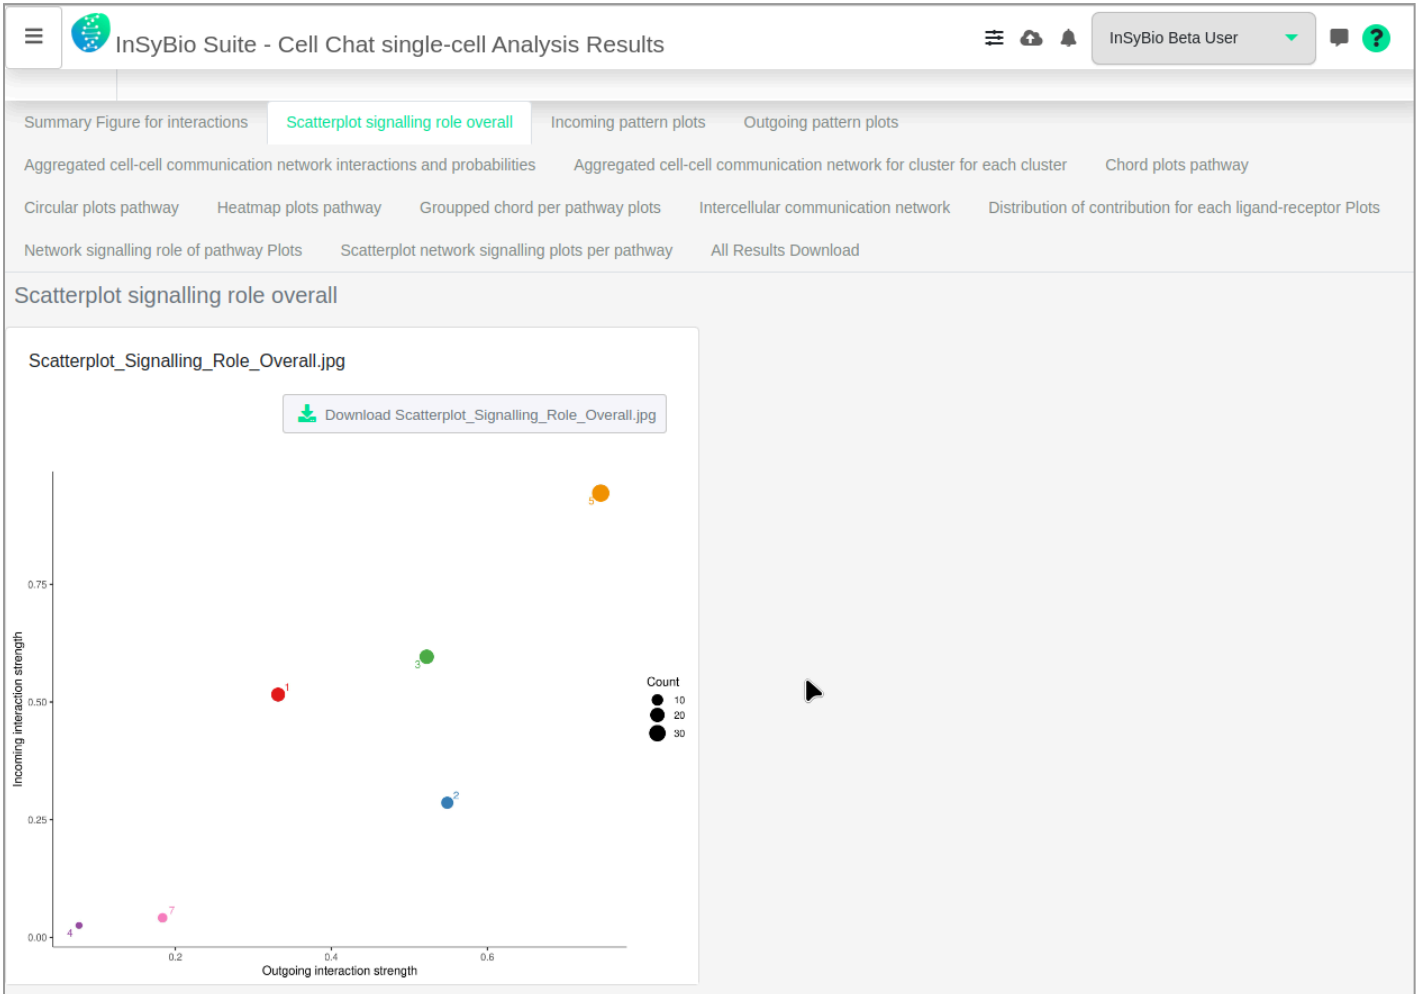 InSyBio Suite - Cell Chat single-cell Analysis Results
InSyBio Beta User
?
Summary Figure for interactions
Scatterplot signalling role overall
Incoming pattern plots
Outgoing pattern plots
Aggregated cell-cell communication network interactions and probabilities
Aggregated cell-cell communication network for cluster for each cluster
Chord plots pathway
Circular plots pathway
Heatmap plots pathway
Groupped chord per pathway plots
Intercellular communication network
Distribution of contribution for each ligand-receptor Plots
Network signalling role of pathway Plots
Scatterplot network signalling plots per pathway
All Results Download
Scatterplot signalling role overall
Scatterplot_Signalling_Role_Overall.jpg
Download Scatterplot_Signalling_Role_Overall.jpg
5
0.75
Incoming interaction strength
3
1
Count
10
20
30
0.50
2
0.25
7
4
0.00
0.2
0.4
0.6
Outgoing interaction strength